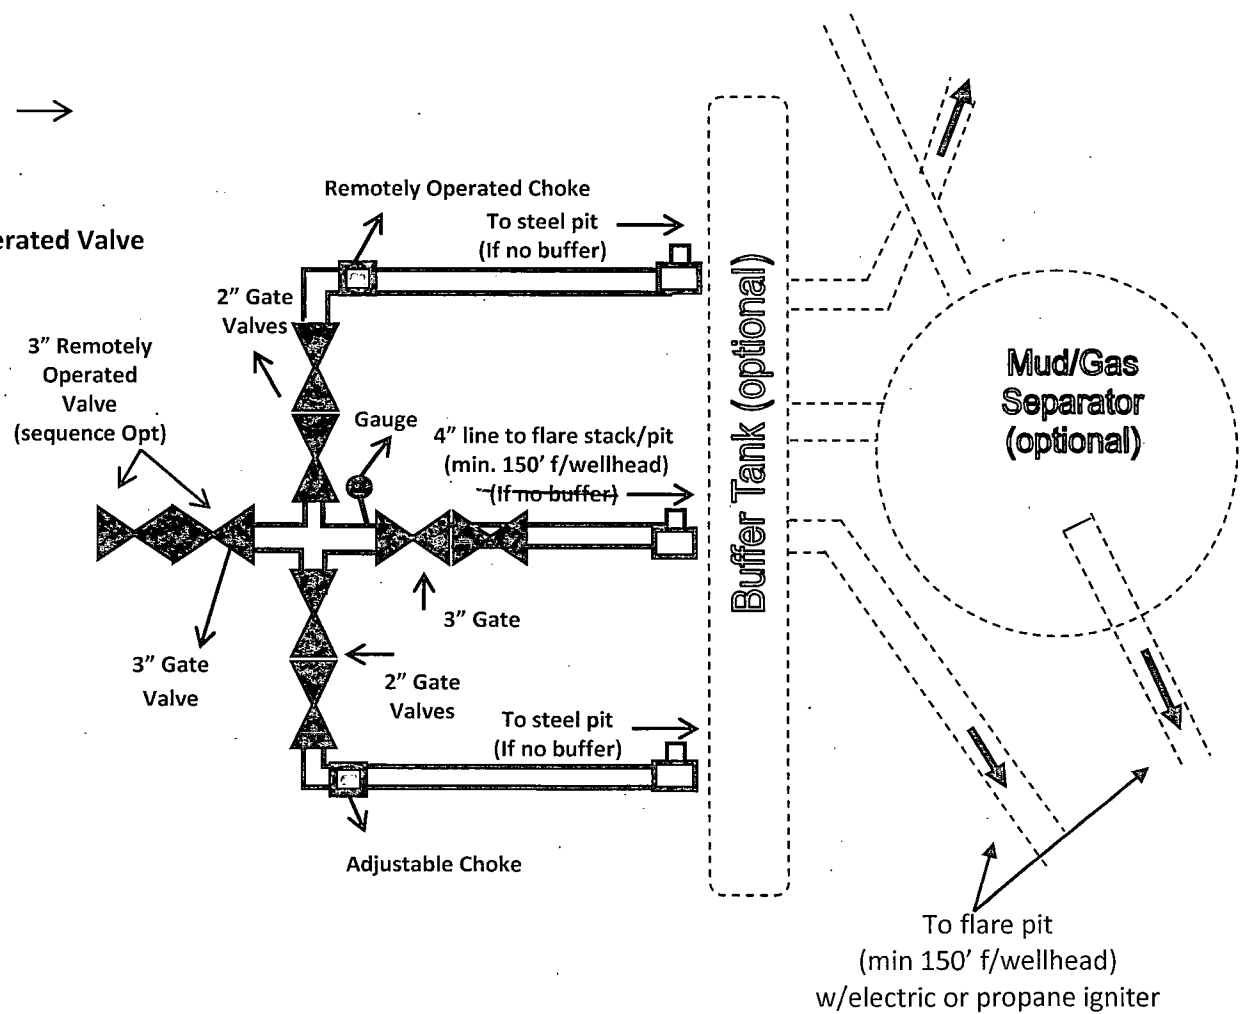 Remotely Operated Choke
To steel pit
(If no buffer)
erated Valve
2” Gate
Valves
3” Remotely
Operated
Valve
(sequence Opt)
Gauge
4” line to flare stack/pit
(min. 150’ f/wellhead)
(If no buffer)
Buffer Tank (optional)
Mud/Gas
Separator
(optional)
3” Gate
3” Gate
Valve
2” Gate
Valves
To steel pit
(If no buffer)
Adjustable Choke
To flare pit
(min 150’ f/wellhead)
w/electric or propane igniter